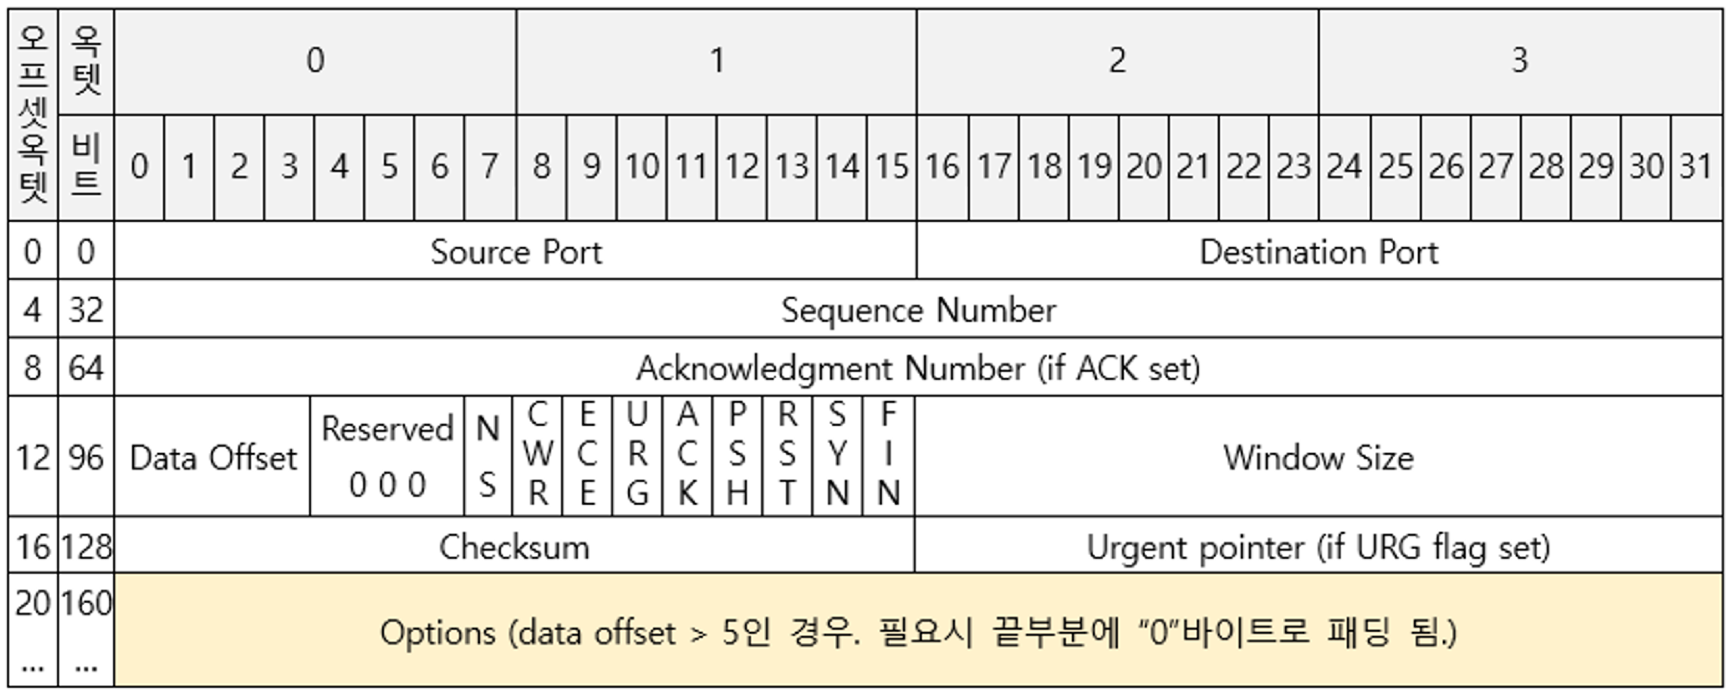 오프셋옥텟 옥텟 0 1 2 3
비트 0 1 2 3 4 5 6 7 8 9 10 11 12 13 14 15 16 17 18 19 20 21 22 23 24 25 26 27 28 29 30 31
0 0 Source Port Destination Port
4 32 Sequence Number
8 64 Acknowledgment Number (if ACK set)
12 96 Data Offset Reserved 0 0 0 NS CWR ECE URG ACK PSH RST SYN FIN Window Size
16 128 Checksum Urgent pointer (if URG flag set)
20 160 Options (data offset > 5인 경우. 필요시 끝부분에 “0”바이트로 패딩 됨.)
... ...